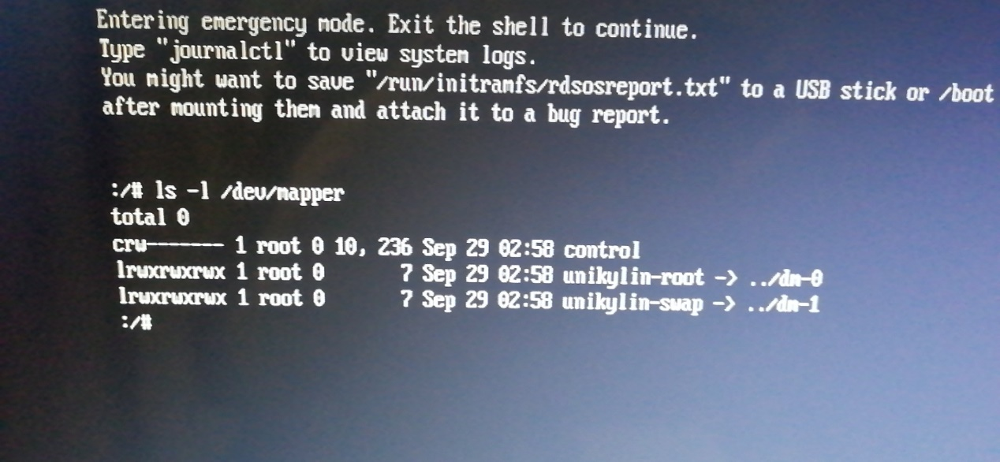 Entering emergency mode. Exit the shell to continue.
Type "journalctl" to view system logs.
You might want to save "/run/initramfs/rdsosreport.txt" to a USB stick or /boot
after mounting them and attach it to a bug report.
:/# ls -l /dev/mapper
total 0
crw------- 1 root 0 10, 236 Sep 29 02:58 control
lrwxrwxrwx 1 root 0       7 Sep 29 02:58 unikylin-root -> ../dm-0
lrwxrwxrwx 1 root 0       7 Sep 29 02:58 unikylin-swap -> ../dm-1
:/#